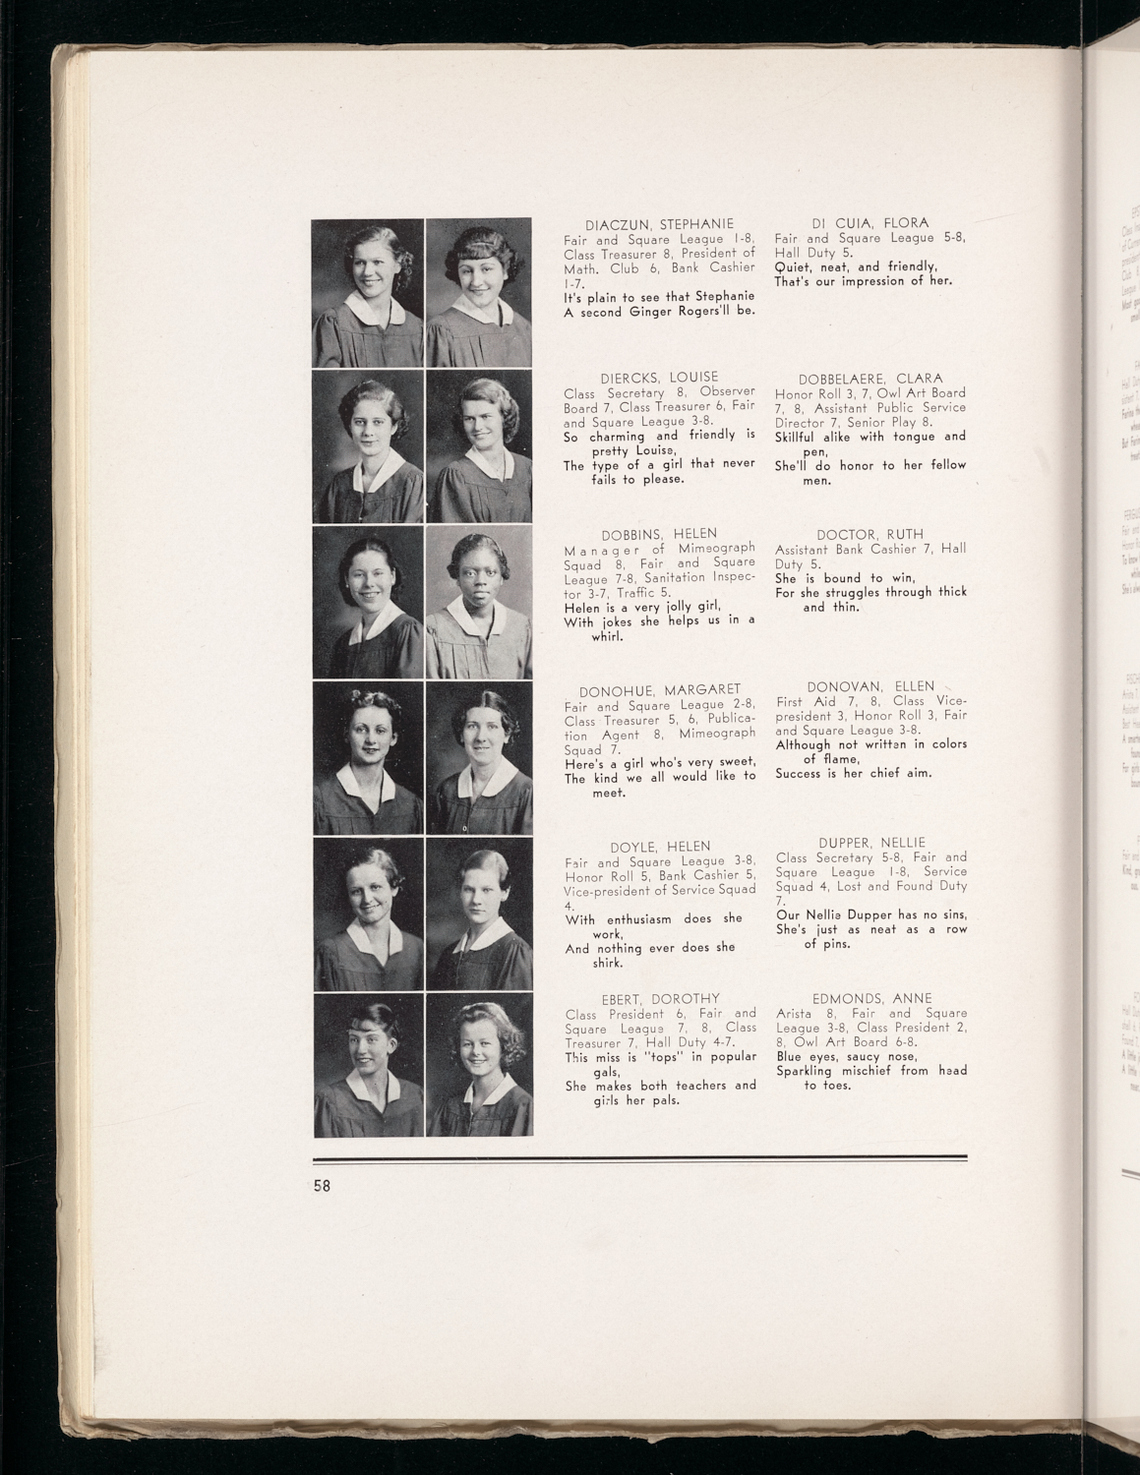 DIACZUN, STEPHANIE
Fair and Square League 1-8,
Class Treasurer 8, President of
Math. Club 6, Bank Cashier
1-7.
It's plain to see that Stephanie
A second Ginger Rogers'll be.
DI CUIA, FLORA
Fair and Square League 5-8,
Hall Duty 5.
Quiet, neat, and friendly,
That's our impression of her.
DIERCKS, LOUISE
Class Secretary 8, Observer
Board 7, Class Treasurer 6, Fair
and Square League 3-8.
So charming and friendly is
pretty Louise,
The type of a girl that never
fails to please.
DOBBELAERE, CLARA
Honor Roll 3, 7, Owl Art Board
7, 8, Assistant Public Service
Director 7, Senior Play 8.
Skillful alike with tongue and
pen,
She'll do honor to her fellow
men.
DOBBINS, HELEN
Manager of Mimeograph
Squad 8, Fair and Square
League 7-8, Sanitation Inspec-
tor 3-7, Traffic 5.
Helen is a very jolly girl,
With jokes she helps us in a
whirl.
DOCTOR, RUTH
Assistant Bank Cashier 7, Hall
Duty 5.
She is bound to win,
For she struggles through thick
and thin.
DONOHUE, MARGARET
Fair and Square League 2-8,
Class Treasurer 5, 6, Publica-
tion Agent 8, Mimeograph
Squad 7.
Here's a girl who's very sweet,
The kind we all would like to
meet.
DONOVAN, ELLEN
First Aid 7, 8, Class Vice-
president 3, Honor Roll 3, Fair
and Square League 3-8.
Although not written in colors
of flame,
Success is her chief aim.
DOYLE, HELEN
Fair and Square League 3-8,
Honor Roll 5, Bank Cashier 5,
Vice-president of Service Squad
4.
With enthusiasm does she
work,
And nothing ever does she
shirk.
DUPPER, NELLIE
Class Secretary 5-8, Fair and
Square League 1-8, Service
Squad 4, Lost and Found Duty
7.
Our Nellie Dupper has no sins,
She's just as neat as a row
of pins.
EBERT, DOROTHY
Class President 6, Fair and
Square League 7, 8, Class
Treasurer 7, Hall Duty 4-7.
This miss is "tops" in popular
gals,
She makes both teachers and
girls her pals.
EDMONDS, ANNE
Arista 8, Fair and Square
League 3-8, Class President 2,
8, Owl Art Board 6-8.
Blue eyes, saucy nose,
Sparkling mischief from head
to toes.
58